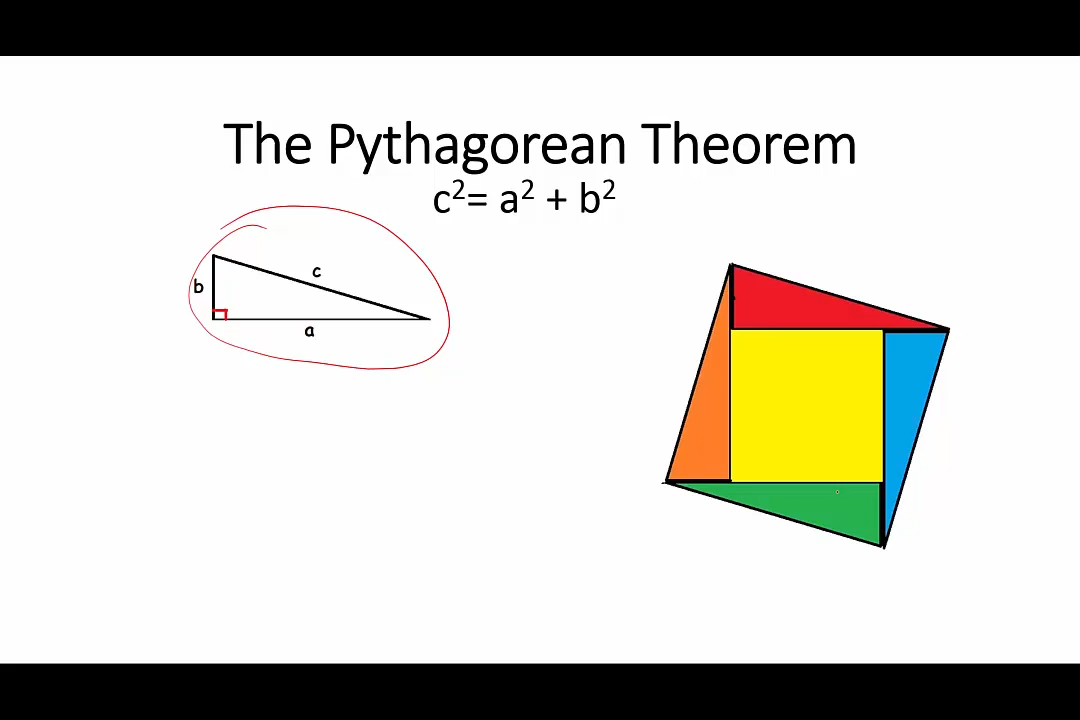 The Pythagorean Theorem
c²= a² + b²
c
b
a